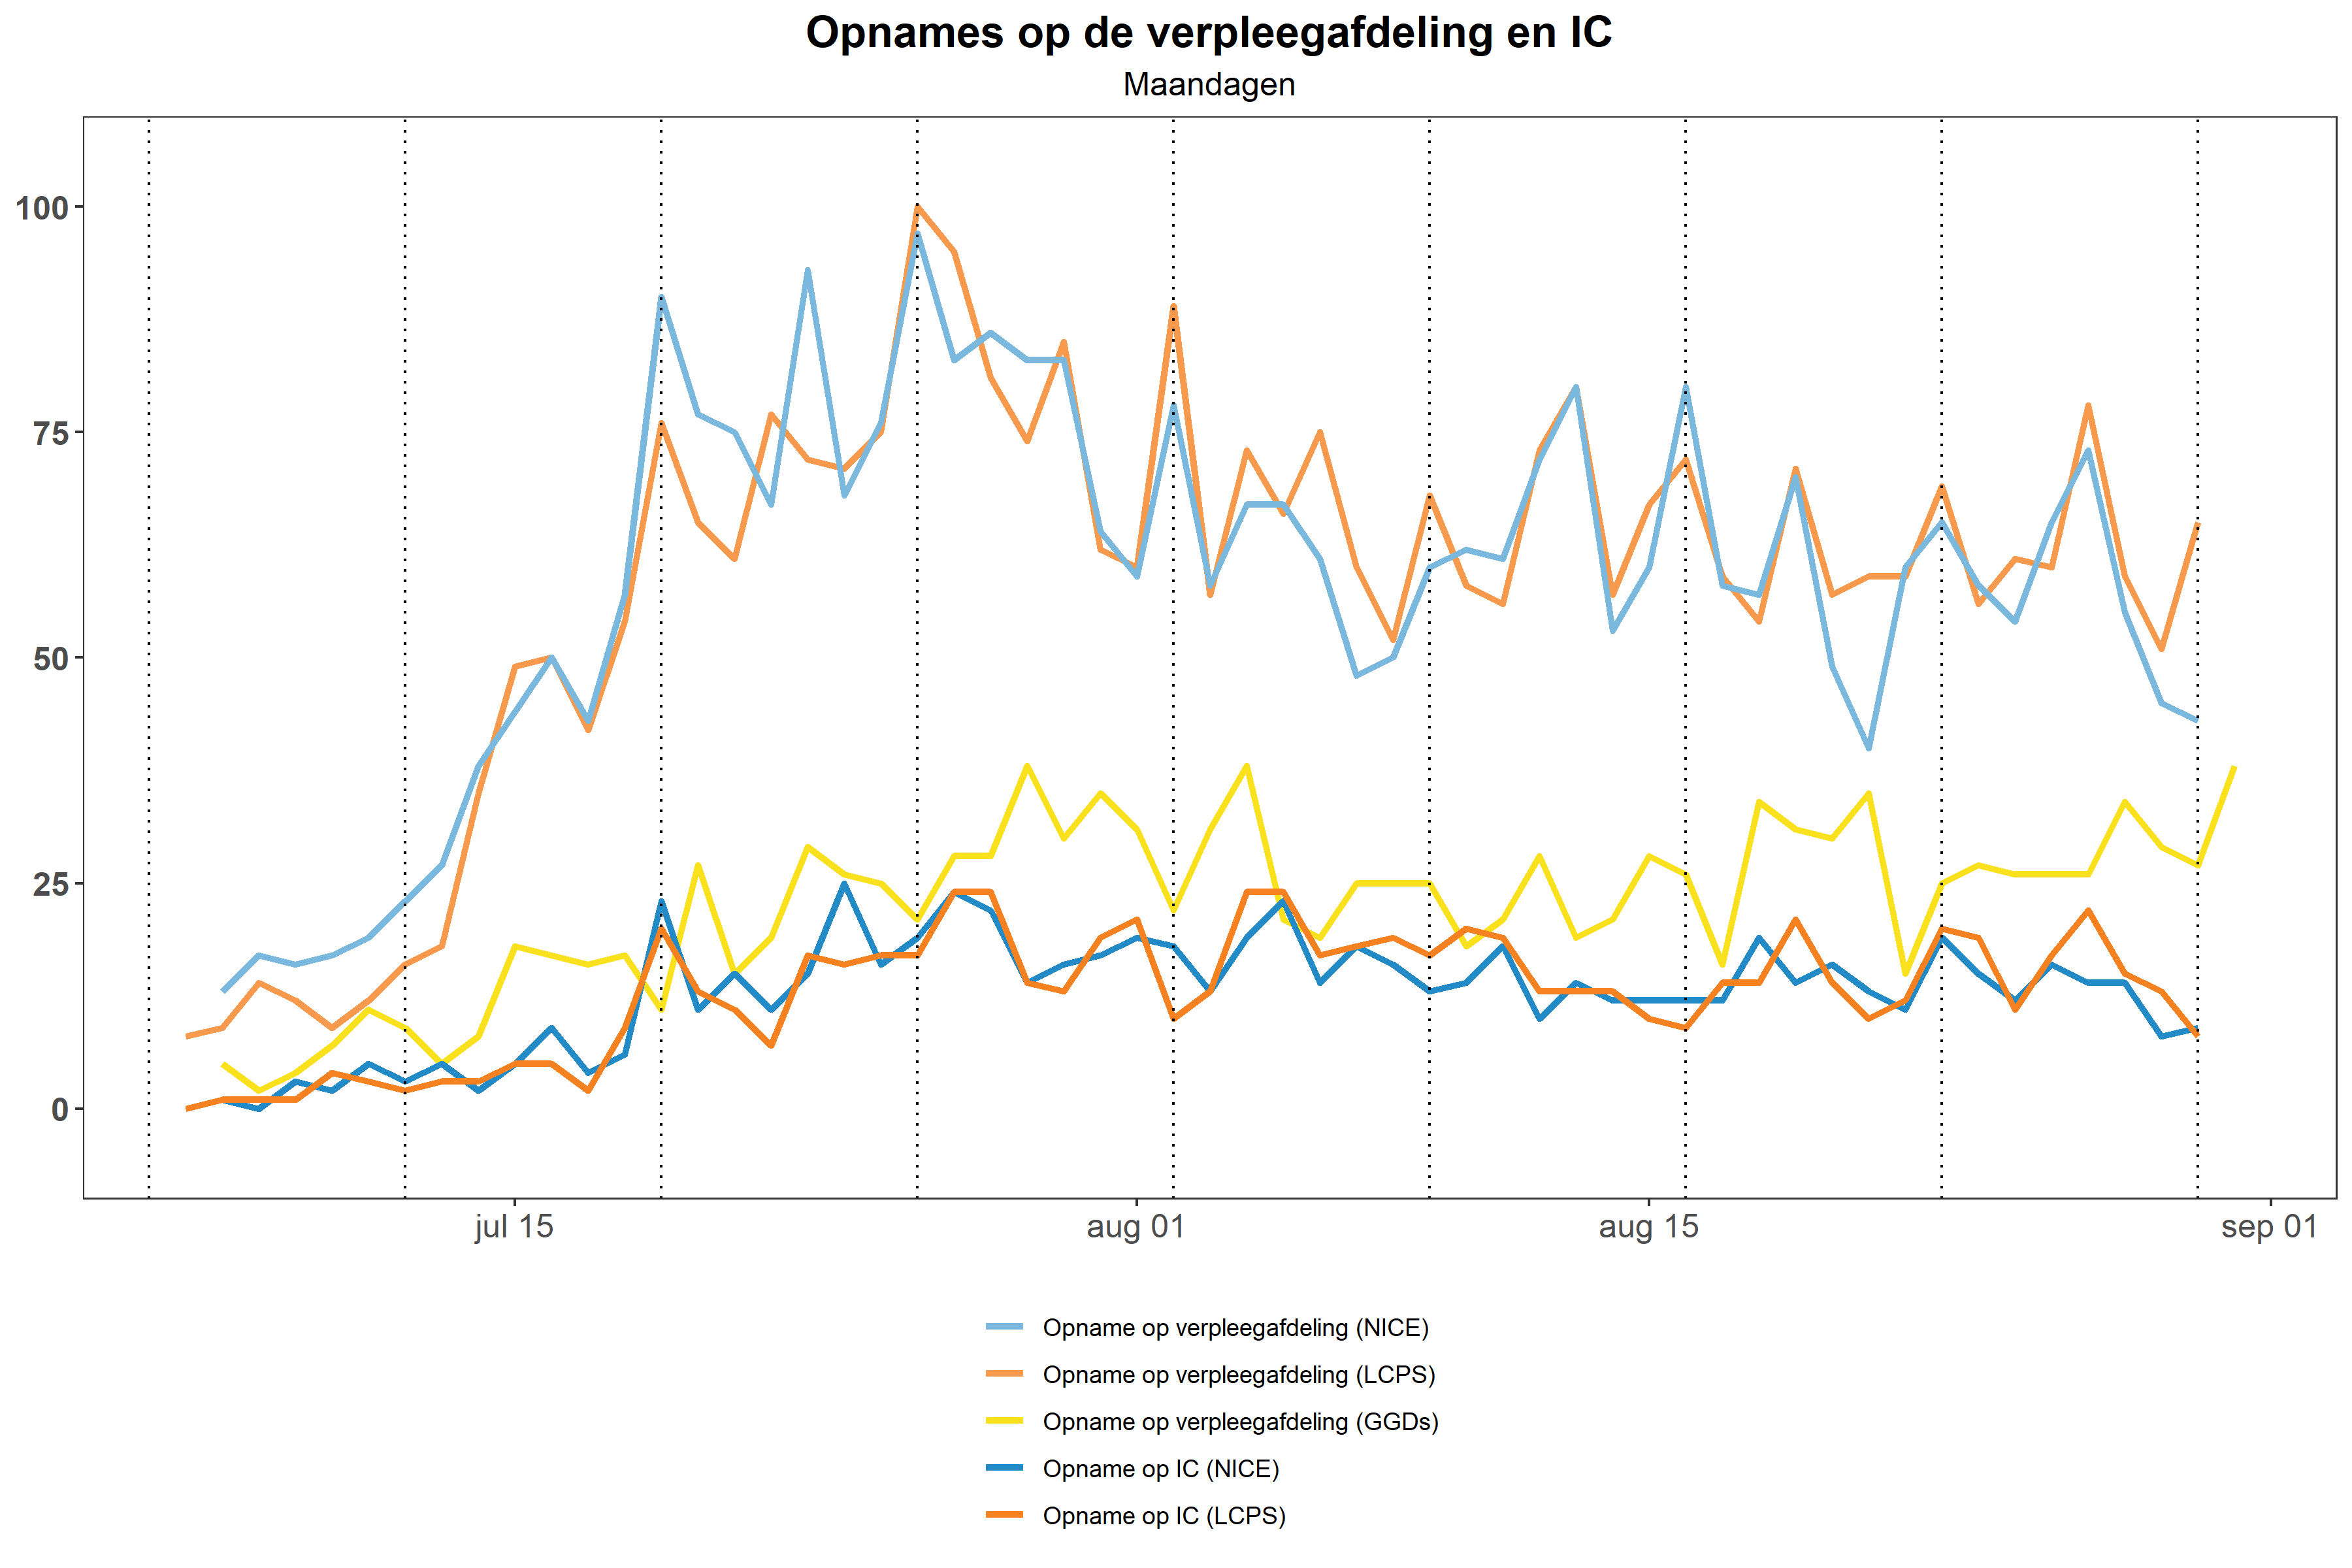 Opnames op de verpleegafdeling en IC
Maandagen
100
75
50
25
0
jul 15 aug 01 aug 15 sep 01
Opname op verpleegafdeling (NICE)
Opname op verpleegafdeling (LCPS)
Opname op verpleegafdeling (GGDs)
Opname op IC (NICE)
Opname op IC (LCPS)